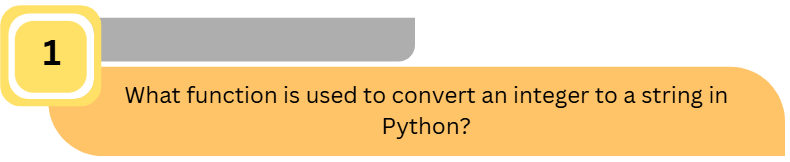 1
What function is used to convert an integer to a string in
Python?